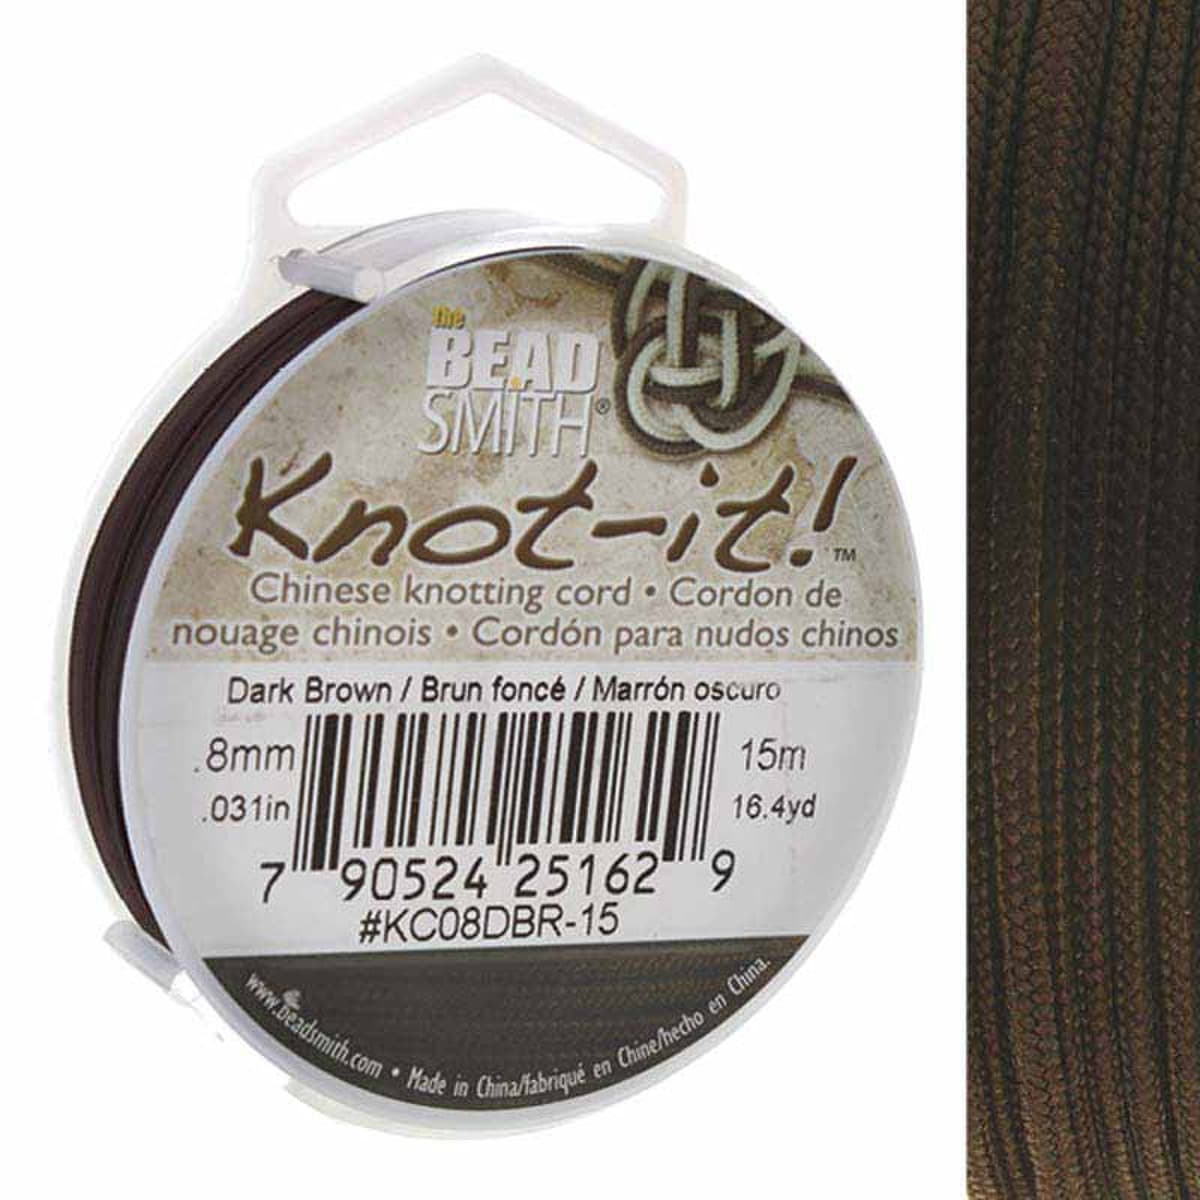 the
BEAD
SMITH®
Knot-it!™
Chinese knotting cord • Cordon de
nouage chinois • Cordón para nudos chinos
Dark Brown / Brun foncé / Marrón oscuro
.8mm 15m
.031in 16.4yd
7 90524 25162 9
#KC08DBR-15
www.beadsmith.com • Made in China/fabriqué en Chine/hecho en China.